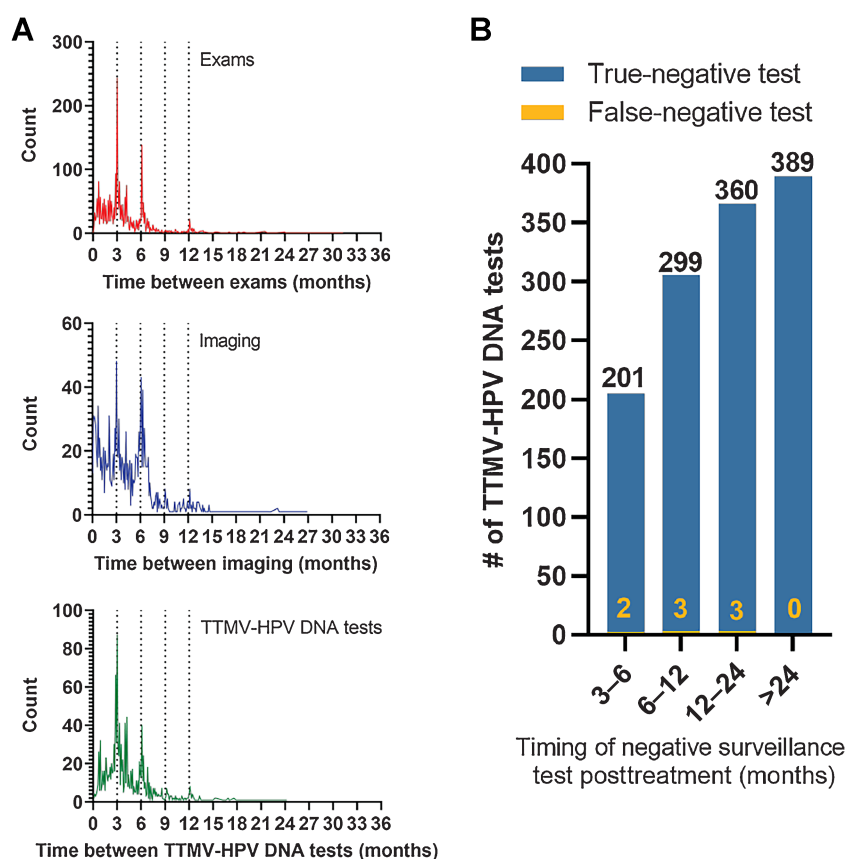 A
300
200
100
0
Count
Exams
0 3 6 9 12 15 18 21 24 27 30 33 36
Time between exams (months)
60
40
20
0
Count
Imaging
0 3 6 9 12 15 18 21 24 27 30 33 36
Time between imaging (months)
100
80
60
40
20
0
Count
TTMV-HPV DNA tests
0 3 6 9 12 15 18 21 24 27 30 33 36
Time between TTMV-HPV DNA tests (months)
B
True-negative test
False-negative test
# of TTMV-HPV DNA tests
400
350
300
250
200
150
100
50
0
201
299
360
389
2
3
3
0
3–6
6–12
12–24
>24
Timing of negative surveillance
test posttreatment (months)